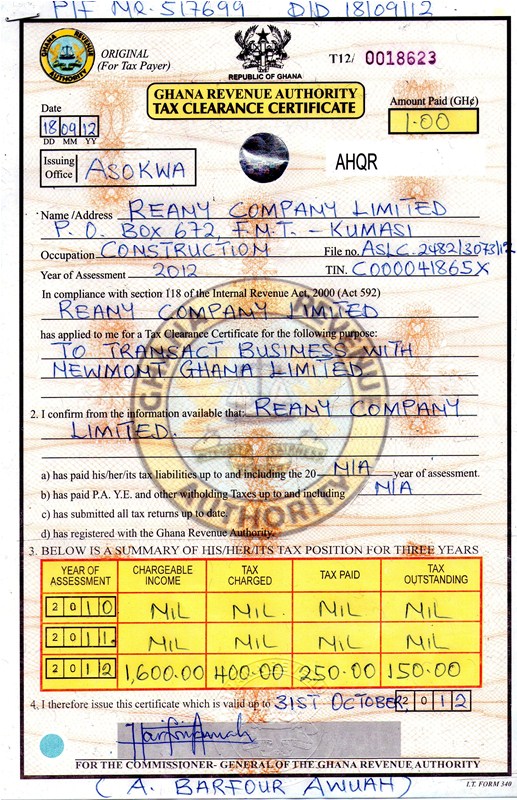 P/F MR. 517699 DID 18/09/12
GHANA REVENUE AUTHORITY
ORIGINAL
(For Tax Payer)
REPUBLIC OF GHANA
T12/ 0018623
GHANA REVENUE AUTHORITY
TAX CLEARANCE CERTIFICATE
Amount Paid (GH¢)
1.00
Date
18 09 12
DD MM YY
Issuing Office ASOKWA
AHQR
Name /Address REANY COMPANY LIMITED
P. O. BOX 672, F.M.T. - KUMASI
Occupation CONSTRUCTION File no. ASLC.2482/3073/12
Year of Assessment 2012 TIN. C000041865X
In compliance with section 118 of the Internal Revenue Act, 2000 (Act 592)
REANY COMPANY LIMITED
has applied to me for a Tax Clearance Certificate for the following purpose:
TO TRANSACT BUSINESS WITH
NEWMONT GHANA LIMITED
2. I confirm from the information available that: REANY COMPANY
LIMITED.
a) has paid his/her/its tax liabilities up to and including the 20 N/A year of assessment.
b) has paid P.A. Y.E. and other witholding Taxes up to and including N/A
c) has submitted all tax returns up to date.
d) has registered with the Ghana Revenue Authority.
3. BELOW IS A SUMMARY OF HIS/HER/ITS TAX POSITION FOR THREE YEARS
YEAR OF ASSESSMENT CHARGEABLE INCOME TAX CHARGED TAX PAID TAX OUTSTANDING
2010 NIL NIL. NIL NIL
2011. NIL NIL NIL NIL
2012 1,600.00 400.00 250.00 150.00
4. I therefore issue this certificate which is valid up to 31ST OCTOBER, 2012
FOR THE COMMISSIONER- GENERAL OF THE GHANA REVENUE AUTHORITY
(A. BARFOUR AWUAH)
I.T. FORM 340